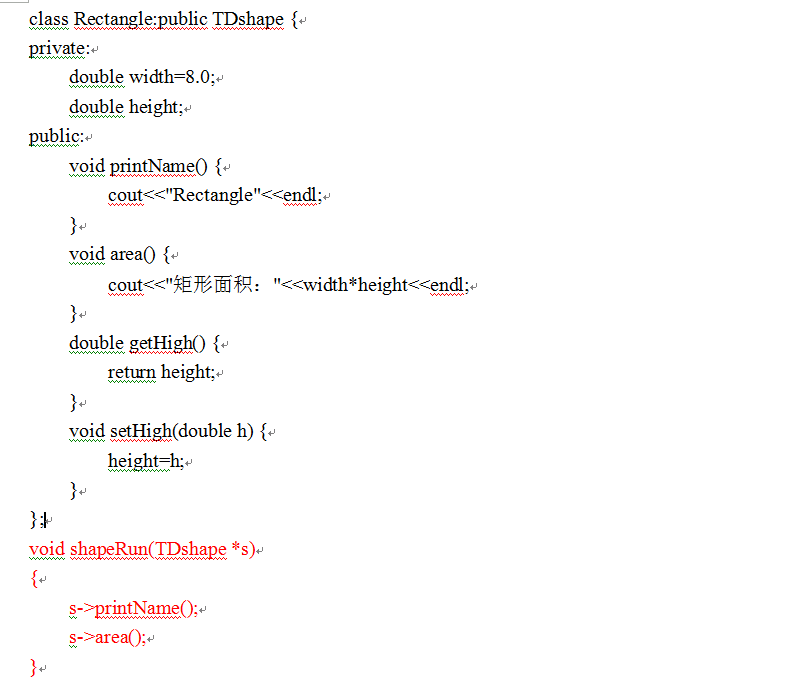 class Rectangle:public TDshape {
private:
double width=8.0;
double height;
public:
void printName() {
cout<<"Rectangle"<<endl;
}
void area() {
cout<<"矩形面积："<<width*height<<endl;
}
double getHigh() {
return height;
}
void setHigh(double h) {
height=h;
}
};
void shapeRun(TDshape *s)
{
s->printName();
s->area();
}